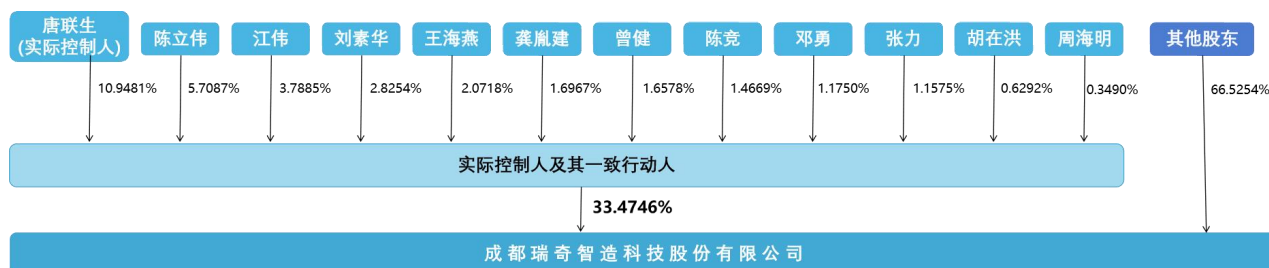 唐联生
(实际控制人)
陈立伟
江伟
刘素华
王海燕
龚胤建
曾健
陈竞
邓勇
张力
胡在洪
周海明
其他股东
10.9481%
5.7087%
3.7885%
2.8254%
2.0718%
1.6967%
1.6578%
1.4669%
1.1750%
1.1575%
0.6292%
0.3490%
66.5254%
实际控制人及其一致行动人
33.4746%
成都瑞奇智造科技股份有限公司